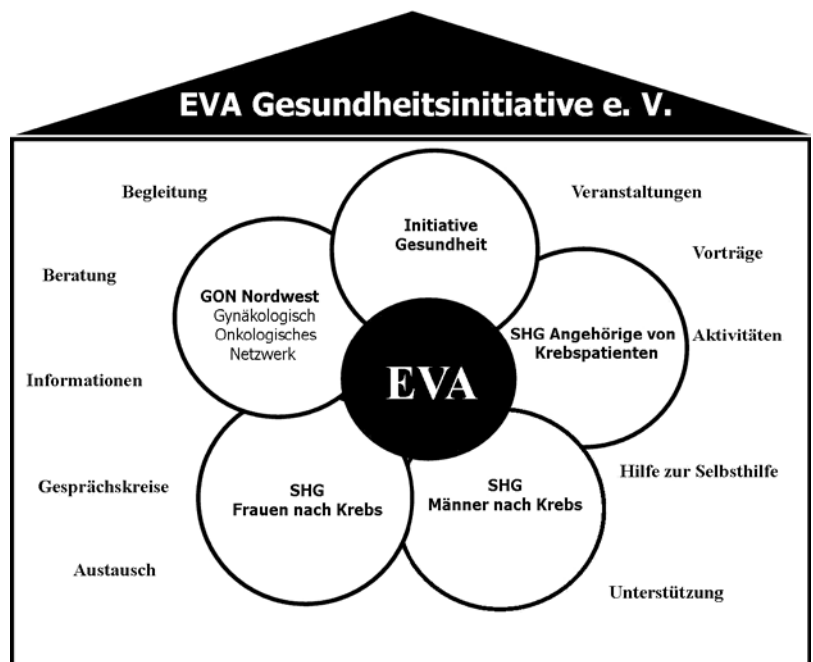 EVA Gesundheitsinitiative e. V.
Begleitung
Veranstaltungen
Initiative
Gesundheit
Vorträge
Beratung
GON Nordwest
Gynäkologisch
Onkologisches
Netzwerk
SHG Angehörige von
Krebspatienten
Aktivitäten
Informationen
EVA
Hilfe zur Selbsthilfe
Gesprächskreise
SHG
Frauen nach Krebs
SHG
Männer nach Krebs
Austausch
Unterstützung